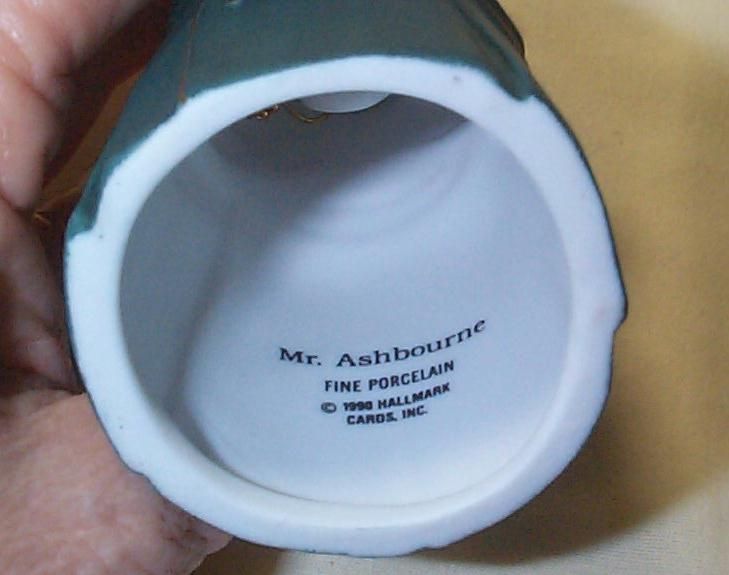 Mr. Ashbourne
FINE PORCELAIN
© 1990 HALLMARK
CARDS, INC.